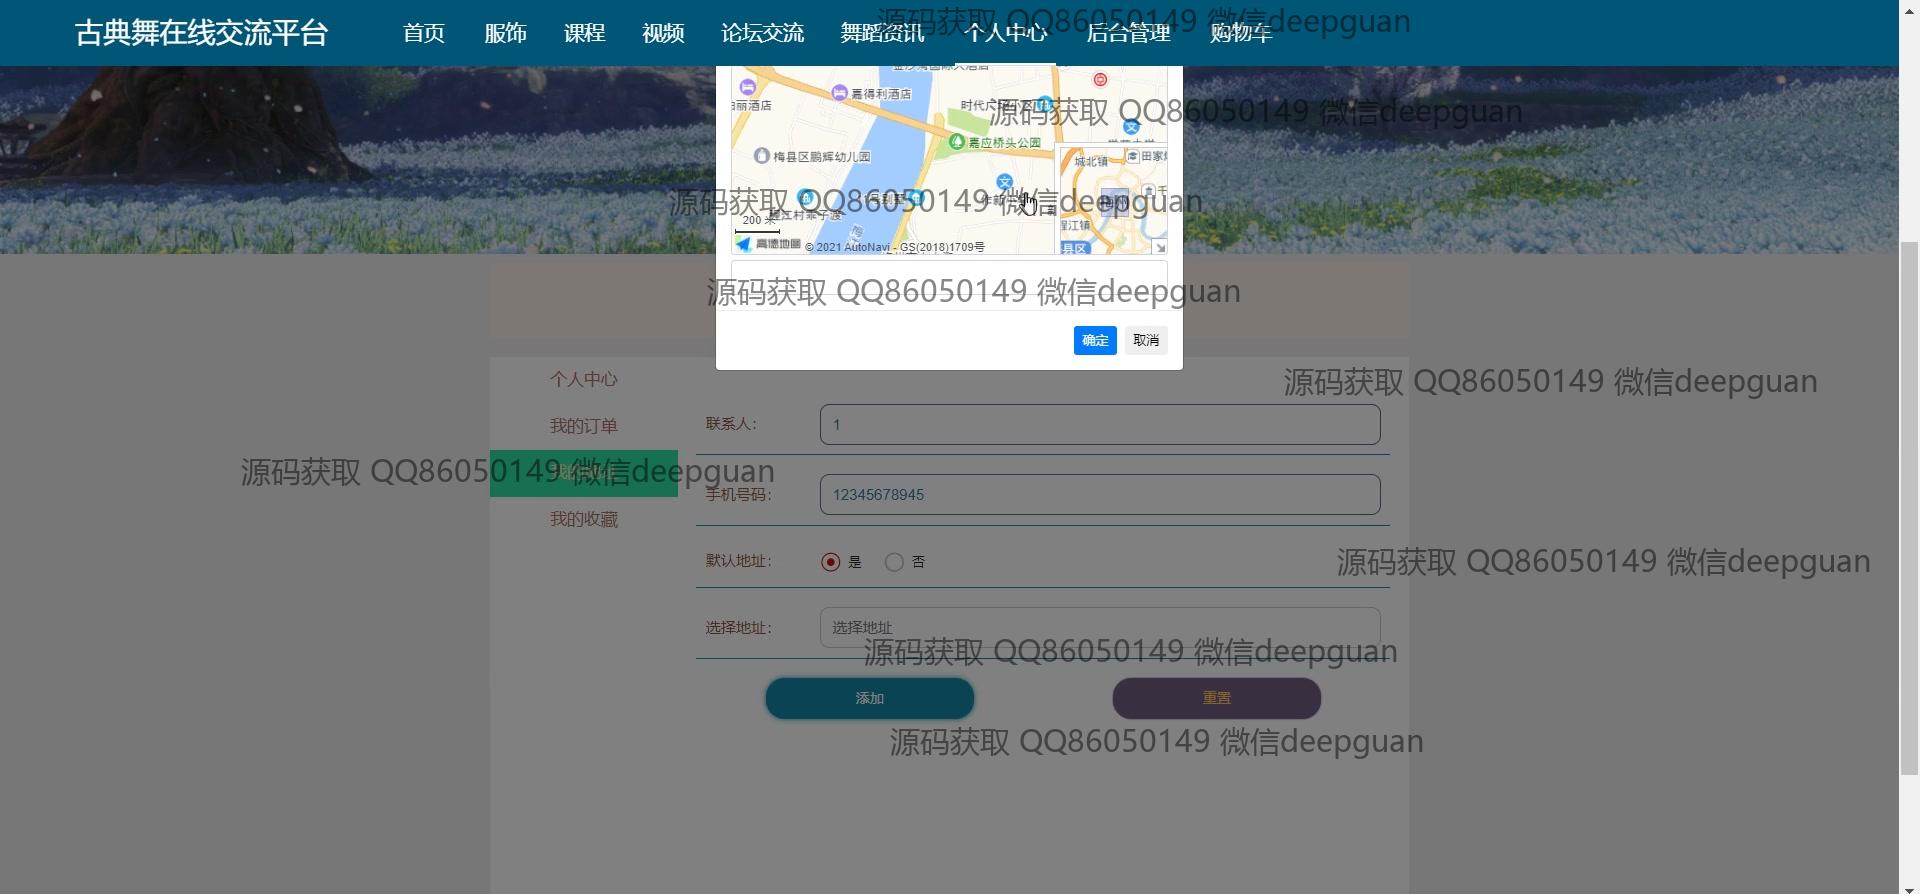 古典舞在线交流平台 首页 服饰 课程 视频 论坛交流 舞蹈资讯 个人中心 后台管理 购物车
源码获取 QQ86050149 微信deepguan
嘉得利酒店
丽酒店
源码获取 QQ86050149 微信deepguan
嘉应桥头公园
梅县区鹏辉幼儿园
城北镇
田家
源码获取 QQ86050149 微信deepguan
200 米
程江镇
县区
高德地图 © 2021 AutoNavi - GS(2018)1709号
源码获取 QQ86050149 微信deepguan
确定 取消
个人中心
源码获取 QQ86050149 微信deepguan
我的订单
联系人: 1
我的地址
源码获取 QQ86050149 微信deepguan
手机号码: 12345678945
我的收藏
默认地址: 是 否
源码获取 QQ86050149 微信deepguan
选择地址: 选择地址
源码获取 QQ86050149 微信deepguan
添加 重置
源码获取 QQ86050149 微信deepguan